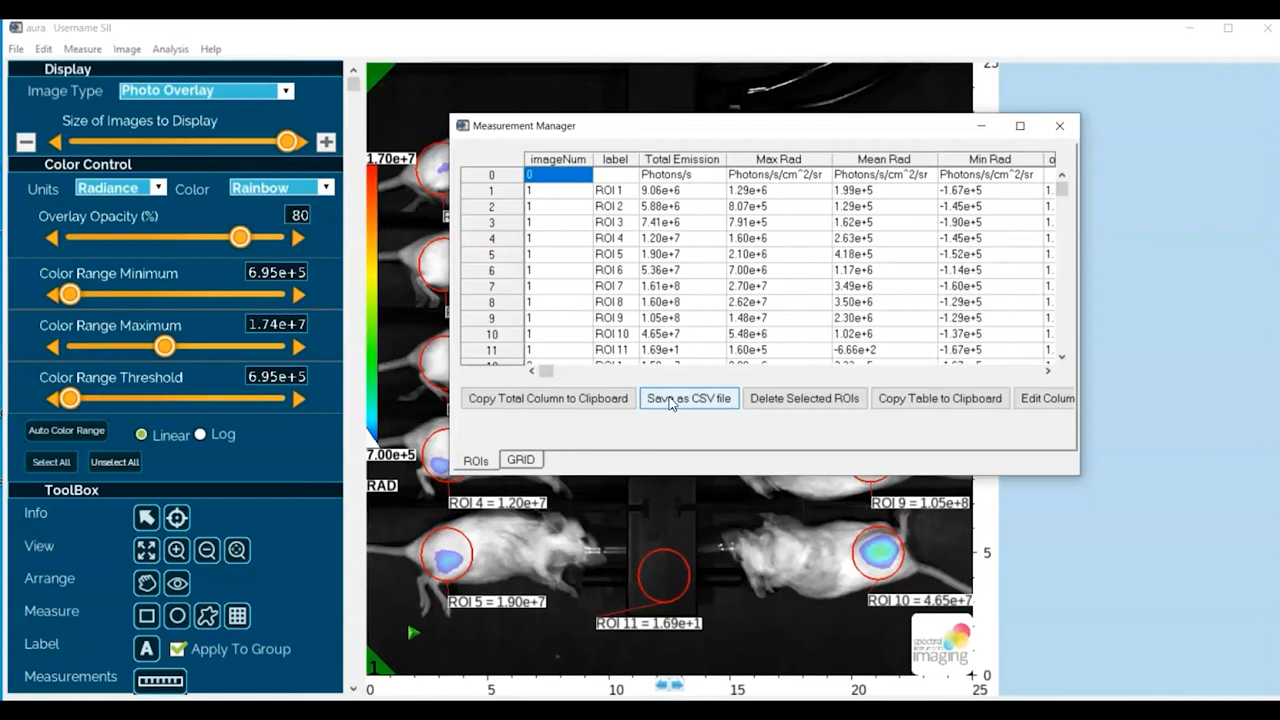 aura Username SII
File Edit Measure Image Analysis Help
Display
Image Type Photo Overlay
Size of Images to Display
Color Control
Units Radiance Color Rainbow
Overlay Opacity (%) 80
Color Range Minimum 6.95e+5
Color Range Maximum 1.74e+7
Color Range Threshold 6.95e+5
Auto Color Range Linear Log
Select All Unselect All
ToolBox
Info
View
Arrange
Measure
Label A Apply To Group
Measurements
1.70e+7
7.00e+5
RAD
25
Measurement Manager
imageNum label Total Emission Max Rad Mean Rad Min Rad
0 0 Photons/s Photons/s/cm^2/sr Photons/s/cm^2/sr Photons/s/cm^2/sr
1 1 ROI 1 9.06e+6 1.29e+6 1.99e+5 -1.67e+5 1.
2 1 ROI 2 5.88e+6 8.07e+5 1.29e+5 -1.45e+5 1.
3 1 ROI 3 7.41e+6 7.91e+5 1.62e+5 -1.90e+5 1.
4 1 ROI 4 1.20e+7 1.60e+6 2.63e+5 -1.45e+5 1.
5 1 ROI 5 1.90e+7 2.10e+6 4.18e+5 -1.52e+5 1.
6 1 ROI 6 5.36e+7 7.00e+6 1.17e+6 -1.14e+5 1.
7 1 ROI 7 1.61e+8 2.70e+7 3.49e+6 -1.60e+5 1.
8 1 ROI 8 1.60e+8 2.62e+7 3.50e+6 -1.29e+5 1.
9 1 ROI 9 1.05e+8 1.48e+7 2.30e+6 -1.29e+5 1.
10 1 ROI 10 4.65e+7 5.48e+6 1.02e+6 -1.37e+5 1.
11 1 ROI 11 1.69e+1 1.60e+5 -6.66e+2 -1.67e+5 1.
Copy Total Column to Clipboard Save as CSV file Delete Selected ROIs Copy Table to Clipboard Edit Colum
ROIs GRID
ROI 4 = 1.20e+7 ROI 9 = 1.05e+8
5
ROI 5 = 1.90e+7 ROI 10 = 4.65e+7
ROI 11 = 1.69e+1
spectral
instruments
imaging
1
0
0 5 10 15 20 25